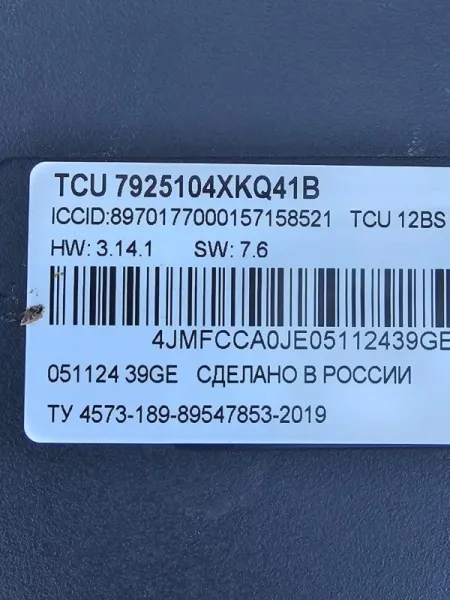 TCU 7925104XKQ41B
ICCID:8970177000157158521 TCU 12BS
HW: 3.14.1 SW: 7.6
4JMFCCA0JE05112439GE
051124 39GE СДЕЛАНО В РОССИИ
ТУ 4573-189-89547853-2019